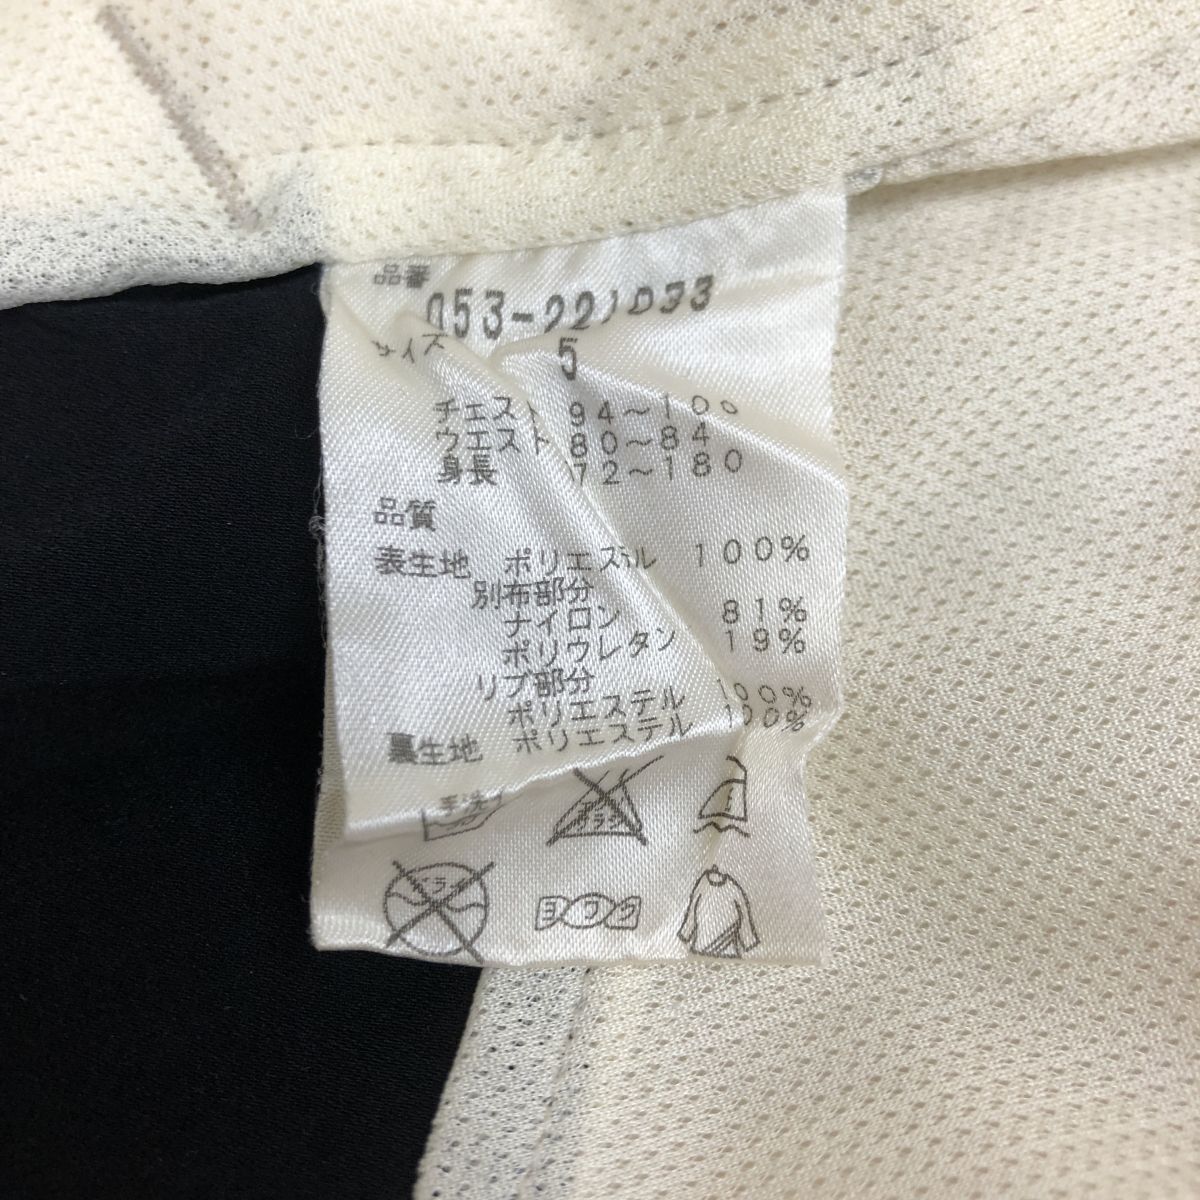 品番
053-221033
サイズ 5
チェスト 94～100
ウエスト 80～84
身長 172～180
品質
表生地 ポリエステル 100%
別布部分
ナイロン 81%
ポリウレタン 19%
リブ部分
ポリエステル 100%
裏生地 ポリエステル 100%
手洗イ
ヨワク